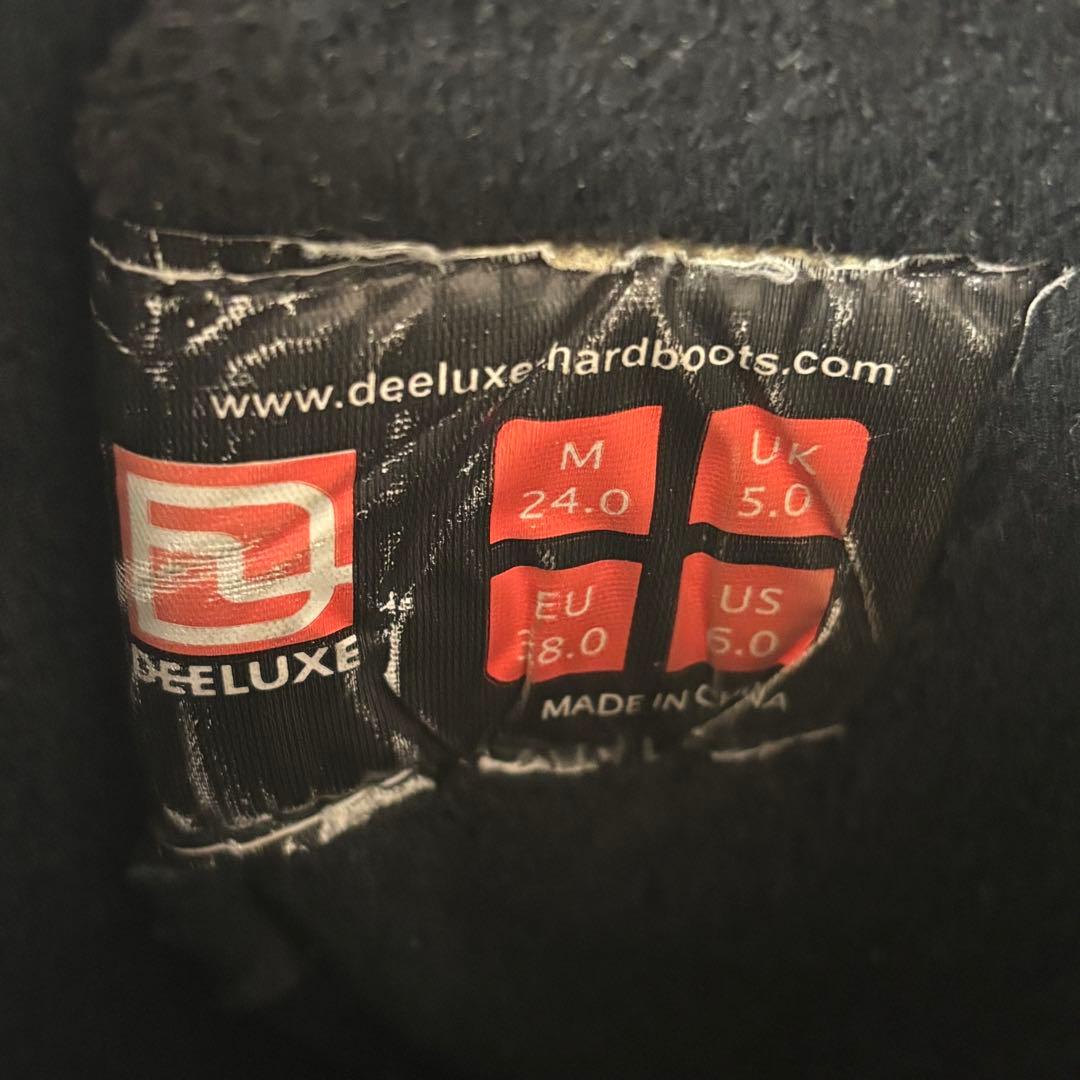 www.deeluxe-hardboots.com
M
24.0
UK
5.0
EU
38.0
US
6.0
DEELUXE
MADE IN CHINA